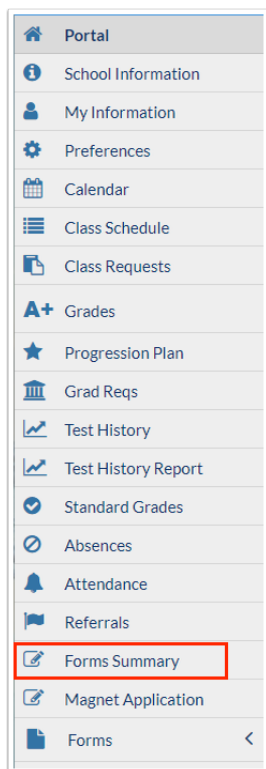 Portal
School Information
My Information
Preferences
Calendar
Class Schedule
Class Requests
A+ Grades
Progression Plan
Grad Reqs
Test History
Test History Report
Standard Grades
Absences
Attendance
Referrals
Forms Summary
Magnet Application
Forms